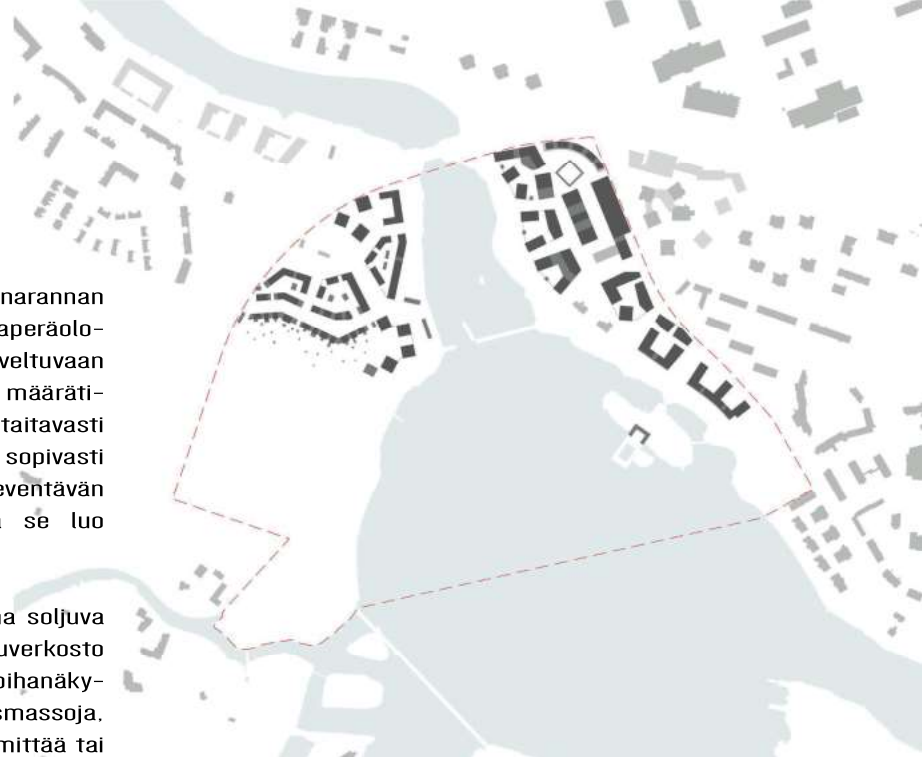 narannan
aperäolo-
veltuvaan
määräti-
taitavasti
sopivasti
eventävän
se luo
na soljuva
uverkosto
pihanäky-
smassoja,
mittää tai